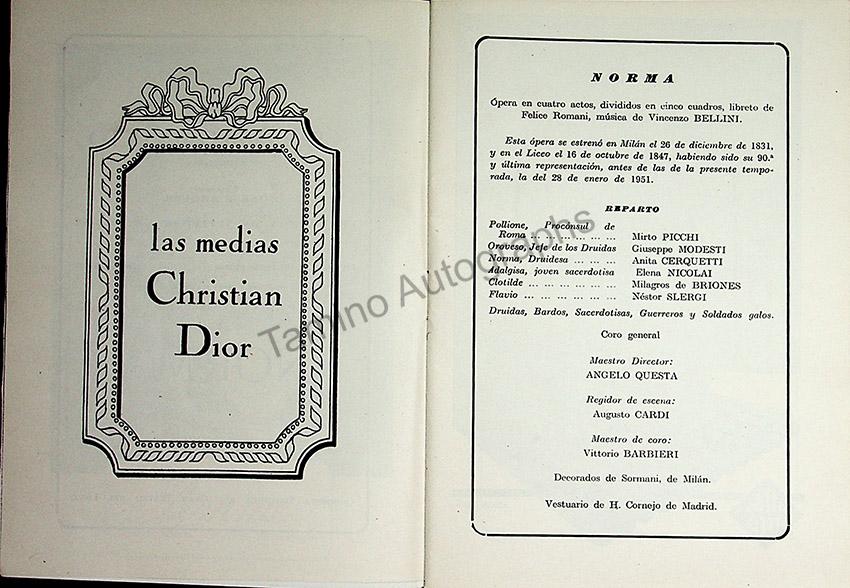 las medias
Christian
Dior
NORMA
Ópera en cuatro actos, divididos en cinco cuadros, libreto de
Felice Romani, música de Vincenzo BELLINI.
Esta ópera se estrenó en Milán el 26 de diciembre de 1831,
y en el Liceo el 16 de octubre de 1847, habiendo sido su 90.ª
y última representación, antes de las de la presente tempo-
rada, la del 28 de enero de 1951.
REPARTO
Pollione, Procónsul de
Roma ... ... ... ... ... ... Mirto PICCHI
Oroveso, Jefe de los Druidas Giuseppe MODESTI
Norma, Druidesa ... ... ... Anita CERQUETTI
Adalgisa, joven sacerdotisa Elena NICOLAI
Clotilde ... ... ... ... ... ... Milagros de BRIONES
Flavio ... ... ... ... ... ... Néstor SLERGI
Druidas, Bardos, Sacerdotisas, Guerreros y Soldados galos.
Coro general
Maestro Director:
ANGELO QUESTA
Regidor de escena:
Augusto CARDI
Maestro de coro:
Vittorio BARBIERI
Decorados de Sormani, de Milán.
Vestuario de H. Cornejo de Madrid.
Tamino Autographs